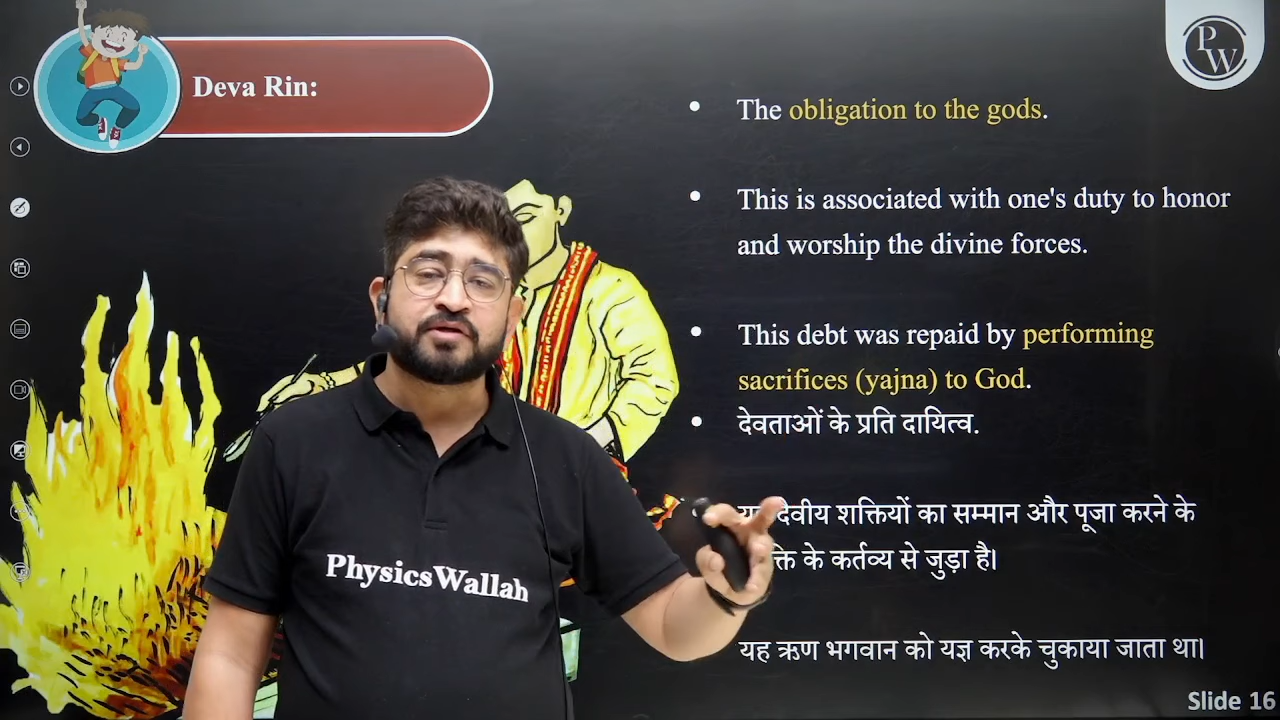 Deva Rin:
P
W
The obligation to the gods.
This is associated with one's duty to honor
and worship the divine forces.
This debt was repaid by performing
sacrifices (yajna) to God.
देवताओं के प्रति दायित्व.
दैवीय शक्तियों का सम्मान और पूजा करने के
के कर्तव्य से जुड़ा है।
यह ऋण भगवान को यज्ञ करके चुकाया जाता था।
PhysicsWallah
Slide 16